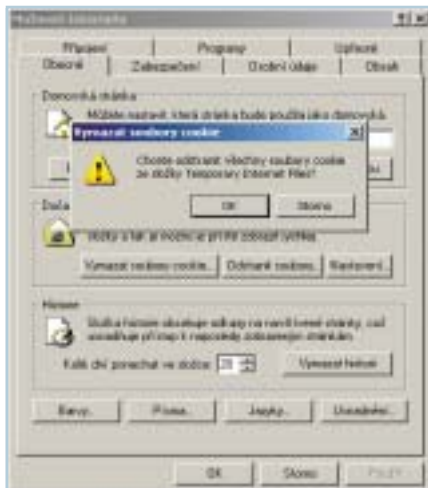 Možnosti Internetu
Připojení Programy Upřesnit
Obecné Zabezpečení Osobní údaje Obsah
Domovská stránka
Můžete nastavit, která stránka bude použita jako domovská.
Vymazat soubory cookie
Chcete odstranit všechny soubory cookie
ze složky Temporary Internet Files?
OK Storno
Doča
Vymazat soubory cookie... Odstranit soubory... Nastavení...
Historie
Složka historie obsahuje odkazy na navštívené stránky, což
usnadňuje přístup k naposledy zobrazeným stránkám.
Kolik dní ponechat ve složce: 20 Vymazat historii
Barvy... Písma... Jazyky... Usnadnění...
OK Storno Použít